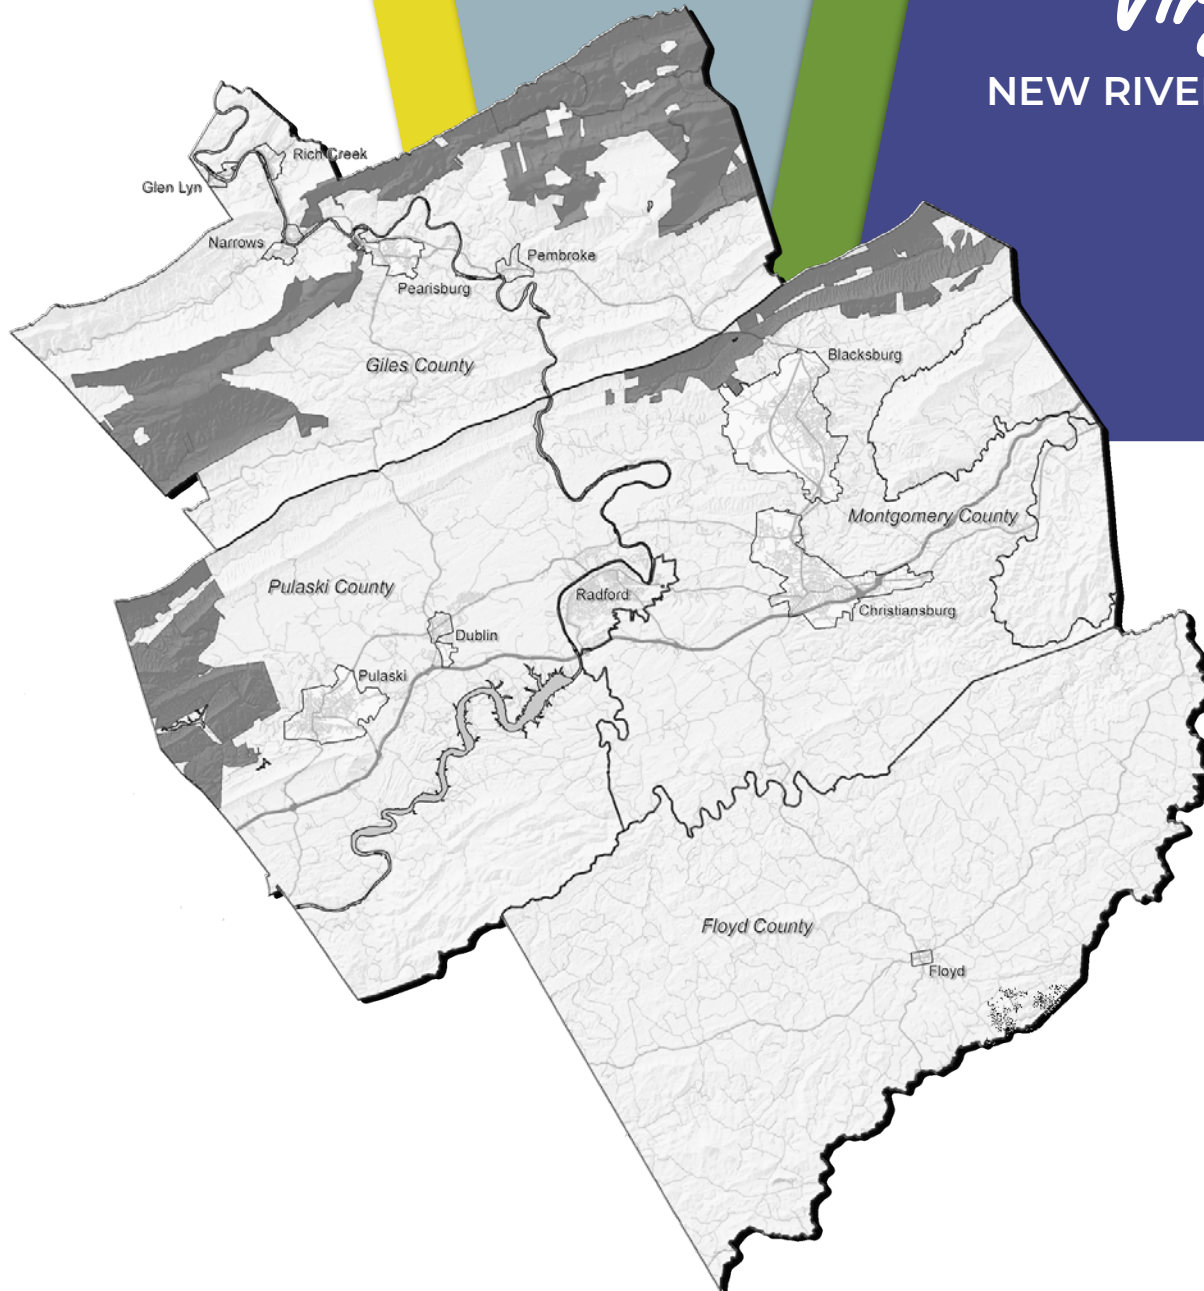 NEW RIVE
Rich Creek
Glen Lyn
Narrows
Pembroke
Pearisburg
Giles County
Blacksburg
Montgomery County
Pulaski County
Radford
Christiansburg
Dublin
Pulaski
Floyd County
Floyd